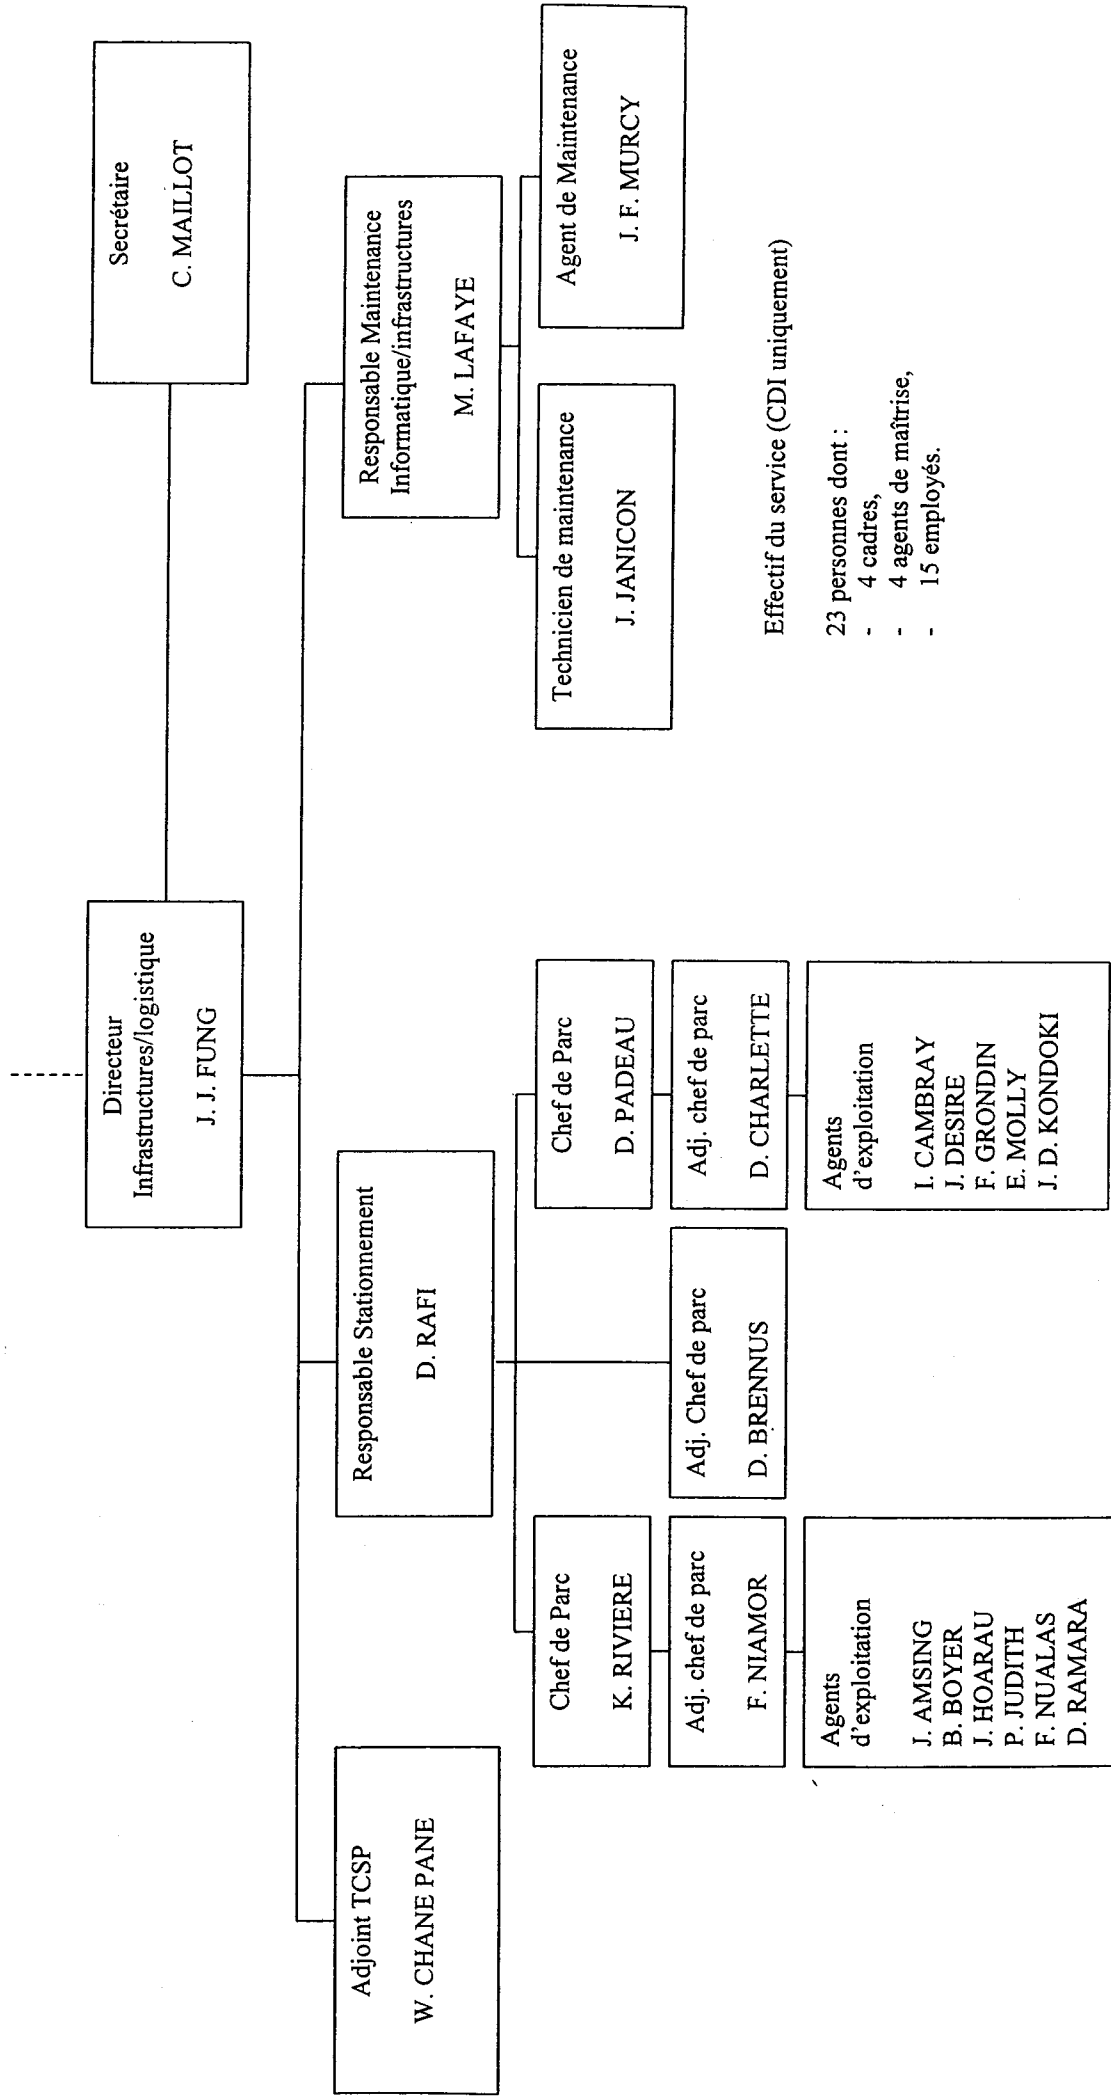 Directeur
Infrastructures/logistique
J. J. FUNG
Secrétaire
C. MAILLOT
Adjoint TCSP
W. CHANE PANE
Responsable Stationnement
D. RAFI
Responsable Maintenance
Informatique/infrastructures
M. LAFAYE
Chef de Parc
K. RIVIERE
Adj. chef de parc
F. NIAMOR
Agents
d'exploitation
J. AMSING
B. BOYER
J. HOARAU
P. JUDITH
F. NUALAS
D. RAMARA
Adj. Chef de parc
D. BRENNUS
Chef de Parc
D. PADEAU
Adj. chef de parc
D. CHARLETTE
Agents
d'exploitation
I. CAMBRAY
J. DESIRE
F. GRONDIN
E. MOLLY
J. D. KONDOKI
Technicien de maintenance
J. JANICON
Agent de Maintenance
J. F. MURCY
Effectif du service (CDI uniquement)
23 personnes dont :
- 4 cadres,
- 4 agents de maîtrise,
- 15 employés.